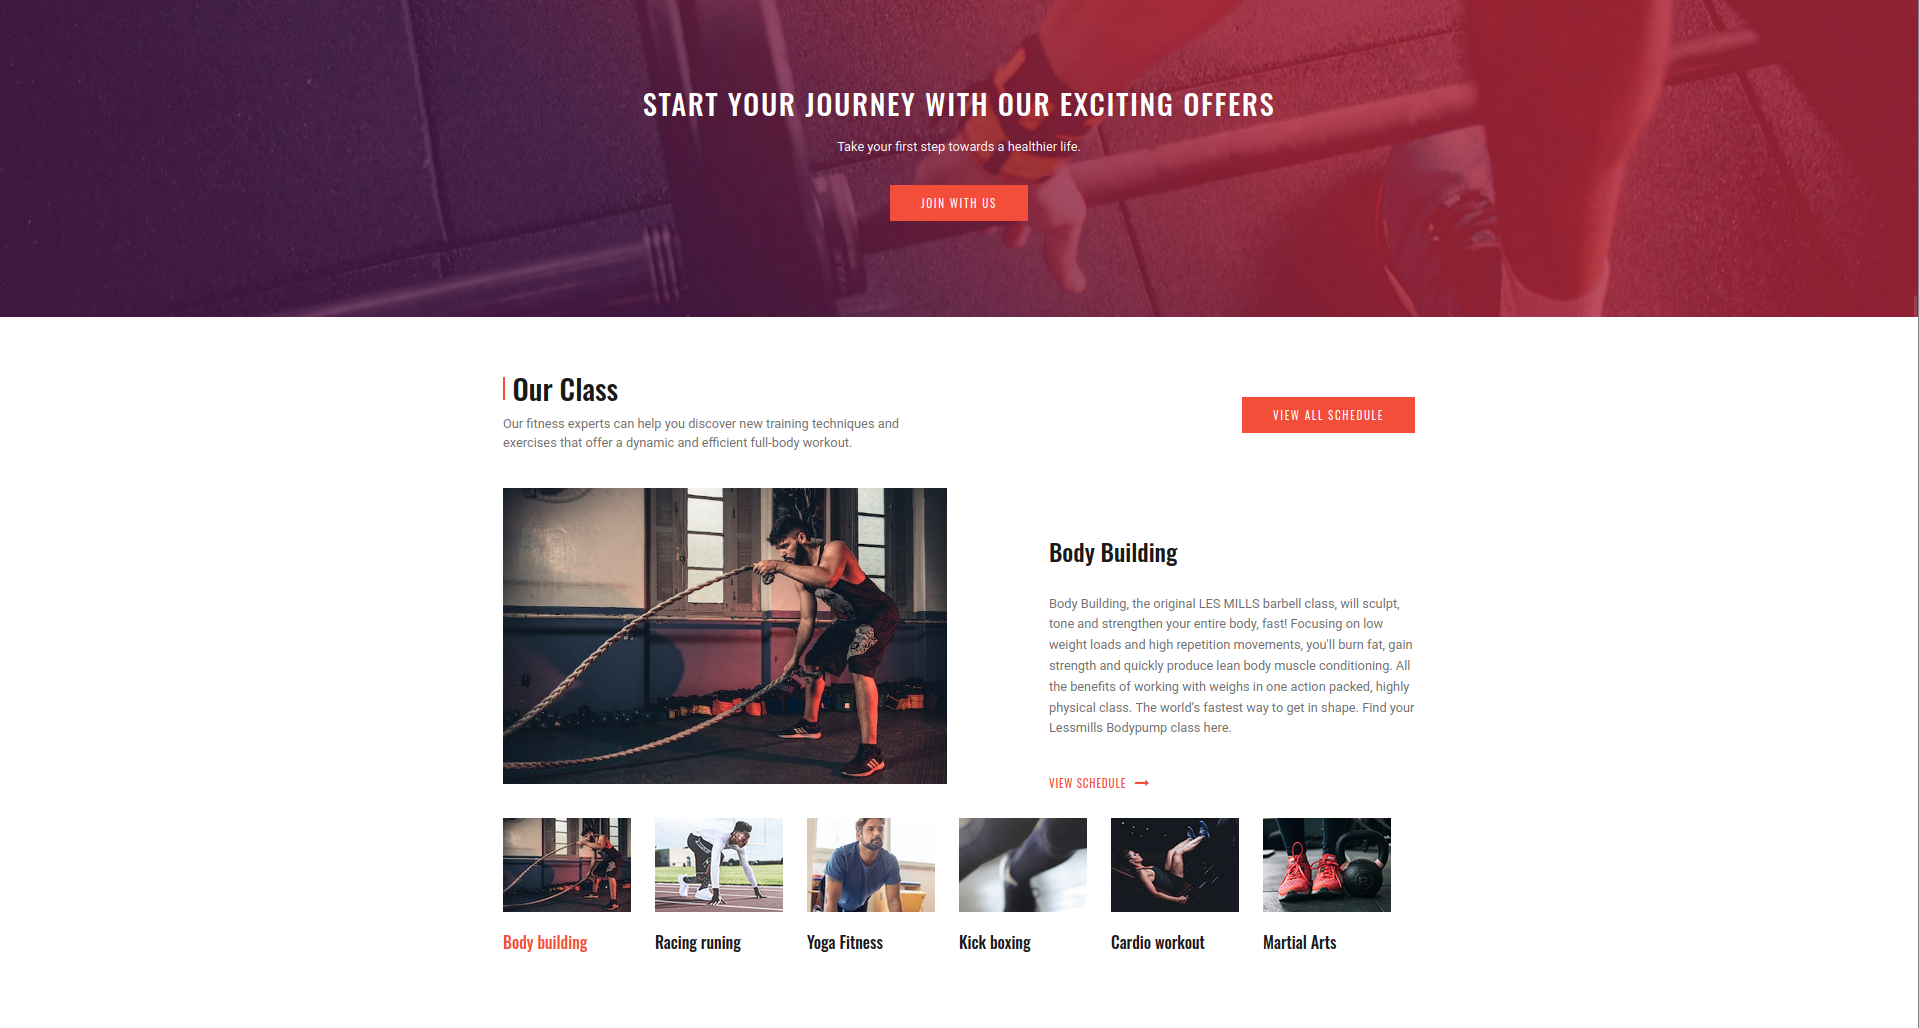 START YOUR JOURNEY WITH OUR EXCITING OFFERS
Take your first step towards a healthier life.
JOIN WITH US
Our Class
Our fitness experts can help you discover new training techniques and
exercises that offer a dynamic and efficient full-body workout.
VIEW ALL SCHEDULE
Body Building
Body Building, the original LES MILLS barbell class, will sculpt,
tone and strengthen your entire body, fast! Focusing on low
weight loads and high repetition movements, you'll burn fat, gain
strength and quickly produce lean body muscle conditioning. All
the benefits of working with weighs in one action packed, highly
physical class. The world's fastest way to get in shape. Find your
Lessmills Bodypump class here.
VIEW SCHEDULE
Body building
Racing runing
Yoga Fitness
Kick boxing
Cardio workout
Martial Arts